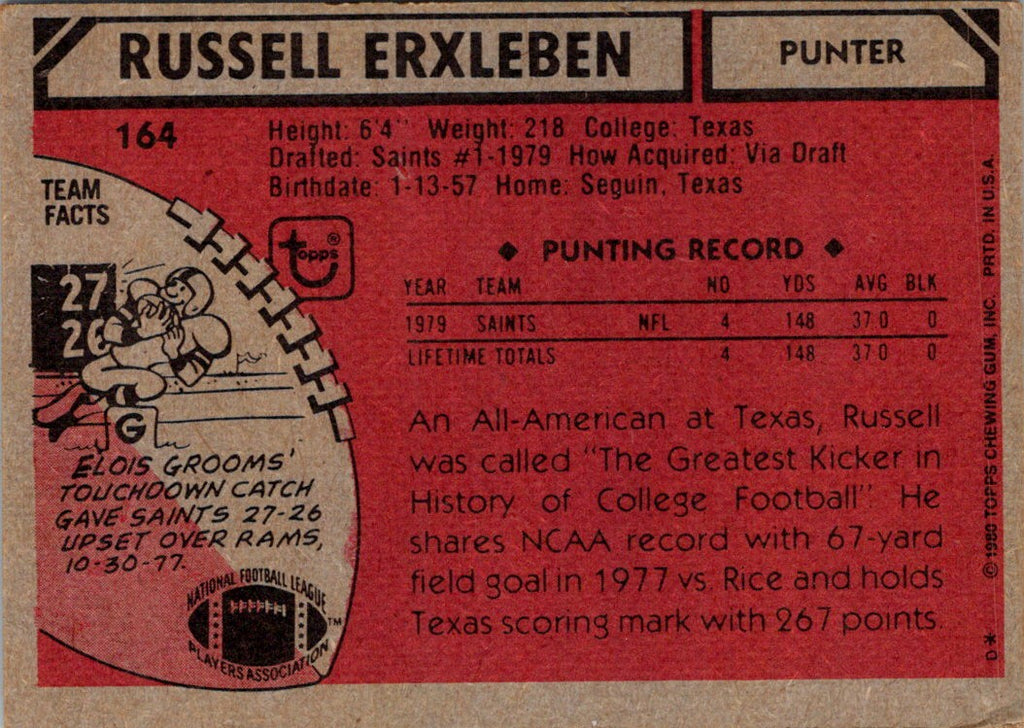 RUSSELL ERXLEBEN
PUNTER
164
Height: 6'4" Weight: 218 College: Texas
Drafted: Saints #1-1979 How Acquired: Via Draft
Birthdate: 1-13-57 Home: Seguin, Texas
TEAM
FACTS
topps®
27
26
G
ELOIS GROOMS'
TOUCHDOWN CATCH
GAVE SAINTS 27-26
UPSET OVER RAMS,
10-30-77.
NATIONAL FOOTBALL LEAGUE
PLAYERS ASSOCIATION
TM
◆ PUNTING RECORD ◆
YEAR TEAM NO YDS AVG BLK
1979 SAINTS NFL 4 148 37.0 0
LIFETIME TOTALS 4 148 37.0 0
An All-American at Texas, Russell
was called "The Greatest Kicker in
History of College Football". He
shares NCAA record with 67-yard
field goal in 1977 vs. Rice and holds
Texas scoring mark with 267 points.
D* ©1980 TOPPS CHEWING GUM, INC. PRTD. IN U.S.A.